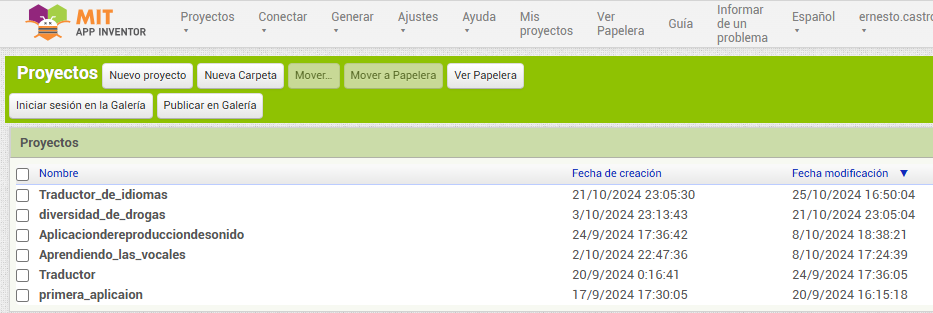 MIT
APP INVENTOR
Proyectos Conectar Generar Ajustes Ayuda Mis proyectos Ver Papelera Guía Informar de un problema Español ernesto.castro
Proyectos Nuevo proyecto Nueva Carpeta Mover... Mover a Papelera Ver Papelera
Iniciar sesión en la Galería Publicar en Galería
Proyectos
Nombre Fecha de creación Fecha modificación ▼
Traductor_de_idiomas 21/10/2024 23:05:30 25/10/2024 16:50:04
diversidad_de_drogas 3/10/2024 23:13:43 21/10/2024 23:05:04
Aplicaciondereproducciondesonido 24/9/2024 17:36:42 8/10/2024 18:38:21
Aprendiendo_las_vocales 2/10/2024 22:47:36 8/10/2024 17:24:39
Traductor 20/9/2024 0:16:41 24/9/2024 17:36:05
primera_aplicaion 17/9/2024 17:30:05 20/9/2024 16:15:18